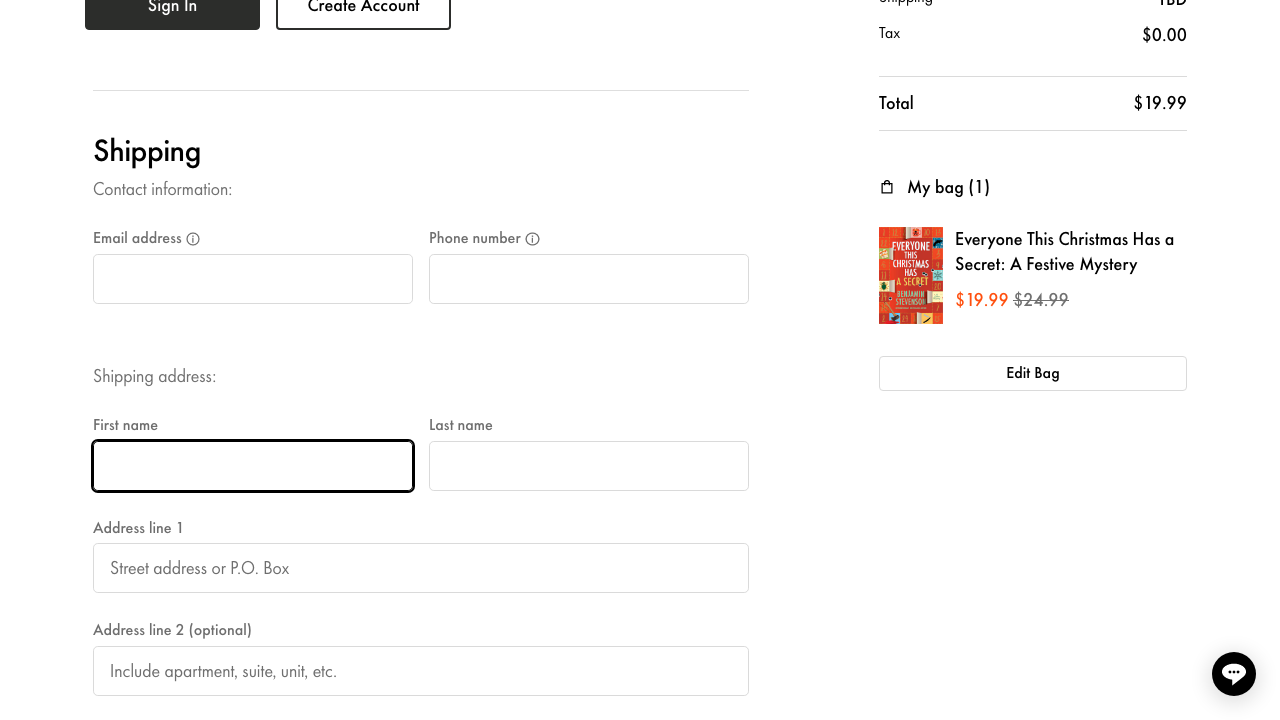 Sign In
Create Account
Shipping
Contact information:
Email address
Phone number
Shipping address:
First name
Last name
Address line 1
Street address or P.O. Box
Address line 2 (optional)
Include apartment, suite, unit, etc.
Shipping TBD
Tax $0.00
Total $19.99
My bag (1)
EVERYONE
THIS
CHRISTMAS
HAS
A SECRET
BENJAMIN
STEVENSON
Everyone This Christmas Has a
Secret: A Festive Mystery
$19.99 $24.99
Edit Bag